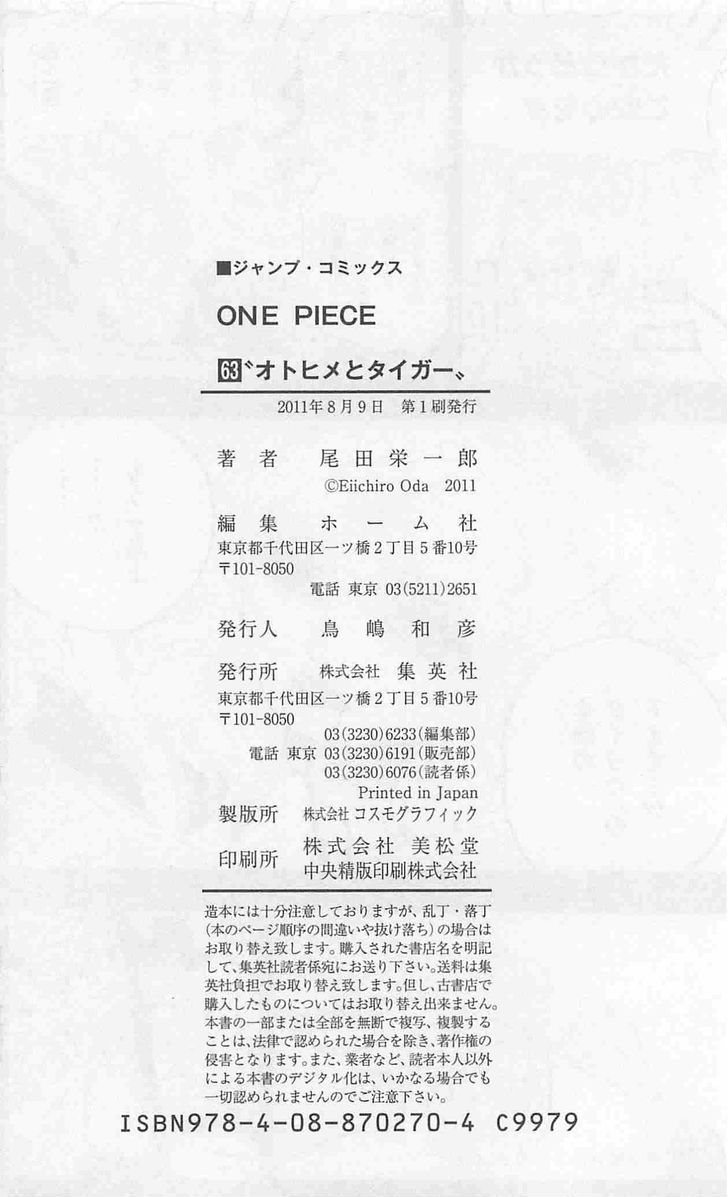 ■ジャンプ・コミックス
ONE PIECE
63〝オトヒメとタイガー〟
2011年8月9日 第1刷発行
著者 尾田栄一郎
©Eiichiro Oda 2011
編集 ホーム社
東京都千代田区一ツ橋2丁目5番10号
〒101-8050
電話 東京 03(5211)2651
発行人 鳥嶋和彦
発行所 株式会社 集英社
東京都千代田区一ツ橋2丁目5番10号
〒101-8050
03(3230)6233(編集部)
電話 東京 03(3230)6191(販売部)
03(3230)6076(読者係)
Printed in Japan
製版所 株式会社 コスモグラフィック
印刷所 株式会社 美松堂
中央精版印刷株式会社
造本には十分注意しておりますが、乱丁・落丁
(本のページ順序の間違いや抜け落ち)の場合は
お取り替え致します。購入された書店名を明記
して、集英社読者係宛にお送り下さい。送料は集
英社負担でお取り替え致します。但し、古書店で
購入したものについてはお取り替え出来ません。
本書の一部または全部を無断で複写、複製する
ことは、法律で認められた場合を除き、著作権の
侵害となります。また、業者など、読者本人以外
による本書のデジタル化は、いかなる場合でも
一切認められませんのでご注意下さい。
ISBN978-4-08-870270-4 C9979